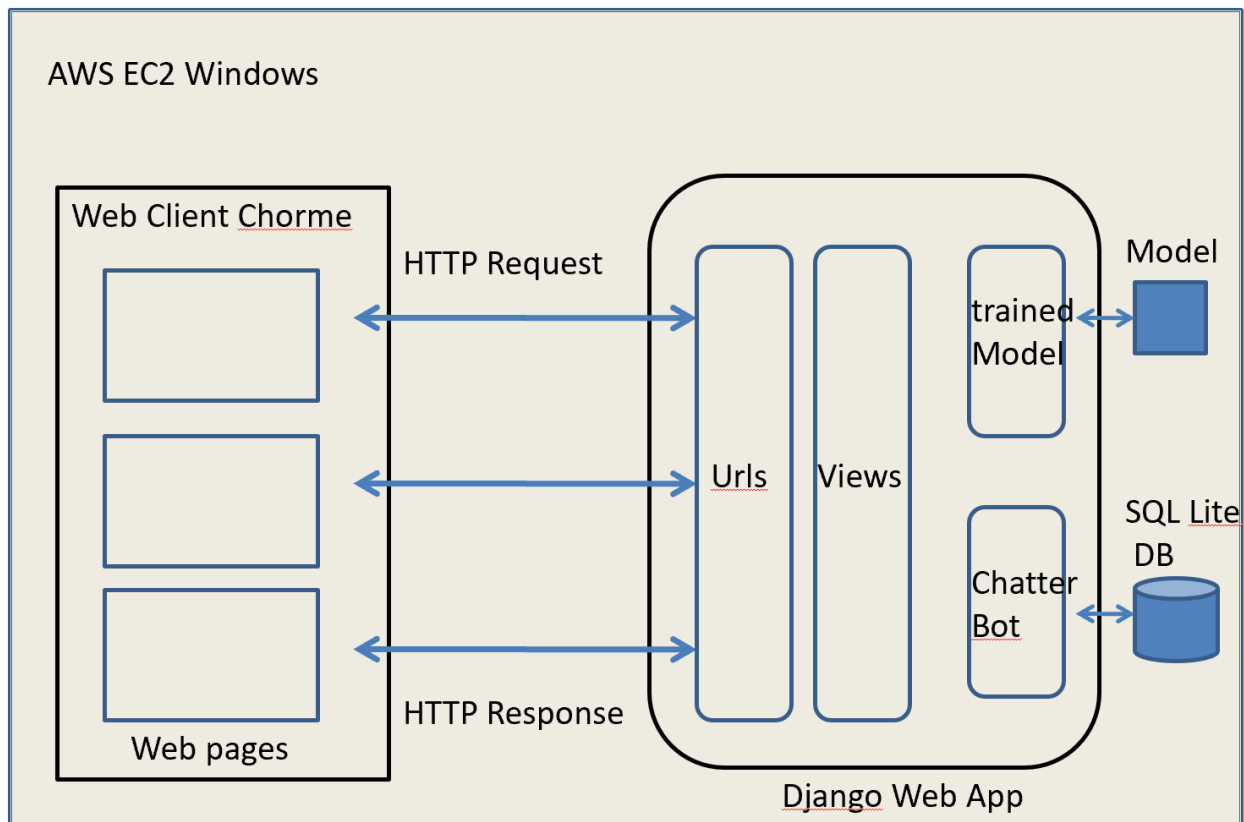 AWS EC2 Windows
Web Client Chorme
HTTP Request
HTTP Response
Web pages
Urls
Views
trained
Model
Chatter
Bot
Model
SQL Lite
DB
Django Web App